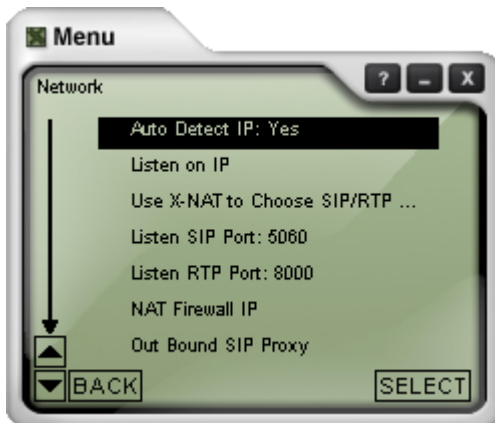 Menu
? - X
Network
Auto Detect IP: Yes
Listen on IP
Use X-NAT to Choose SIP/RTP ...
Listen SIP Port: 5060
Listen RTP Port: 8000
NAT Firewall IP
Out Bound SIP Proxy
BACK SELECT